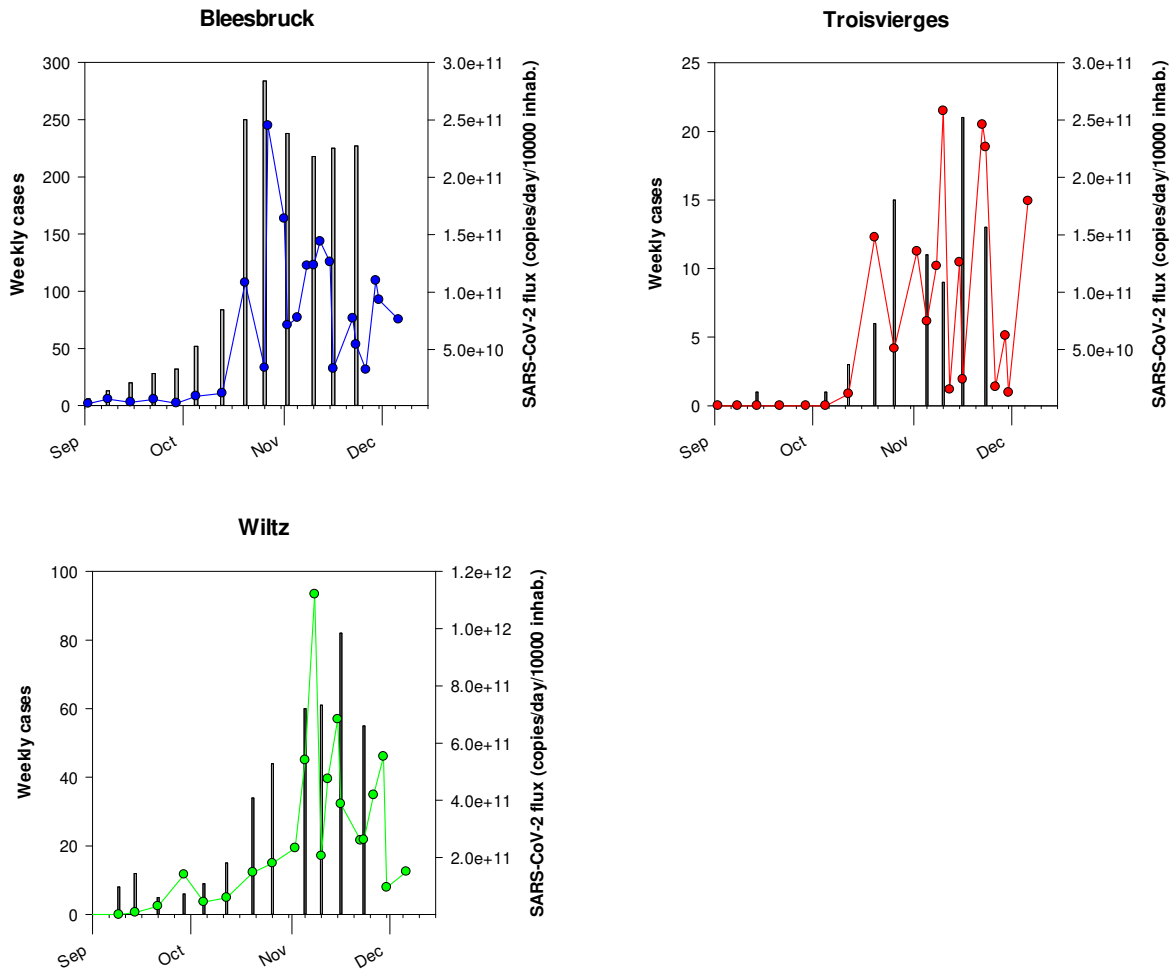 Bleesbruck
300
250
200
150
100
50
0
Weekly cases
3.0e+11
2.5e+11
2.0e+11
1.5e+11
1.0e+11
5.0e+10
SARS-CoV-2 flux (copies/day/10000 inhab.)
Sep
Oct
Nov
Dec
Troisvierges
25
20
15
10
5
0
Weekly cases
3.0e+11
2.5e+11
2.0e+11
1.5e+11
1.0e+11
5.0e+10
SARS-CoV-2 flux (copies/day/10000 inhab.)
Sep
Oct
Nov
Dec
Wiltz
100
80
60
40
20
0
Weekly cases
1.2e+12
1.0e+12
8.0e+11
6.0e+11
4.0e+11
2.0e+11
SARS-CoV-2 flux (copies/day/10000 inhab.)
Sep
Oct
Nov
Dec